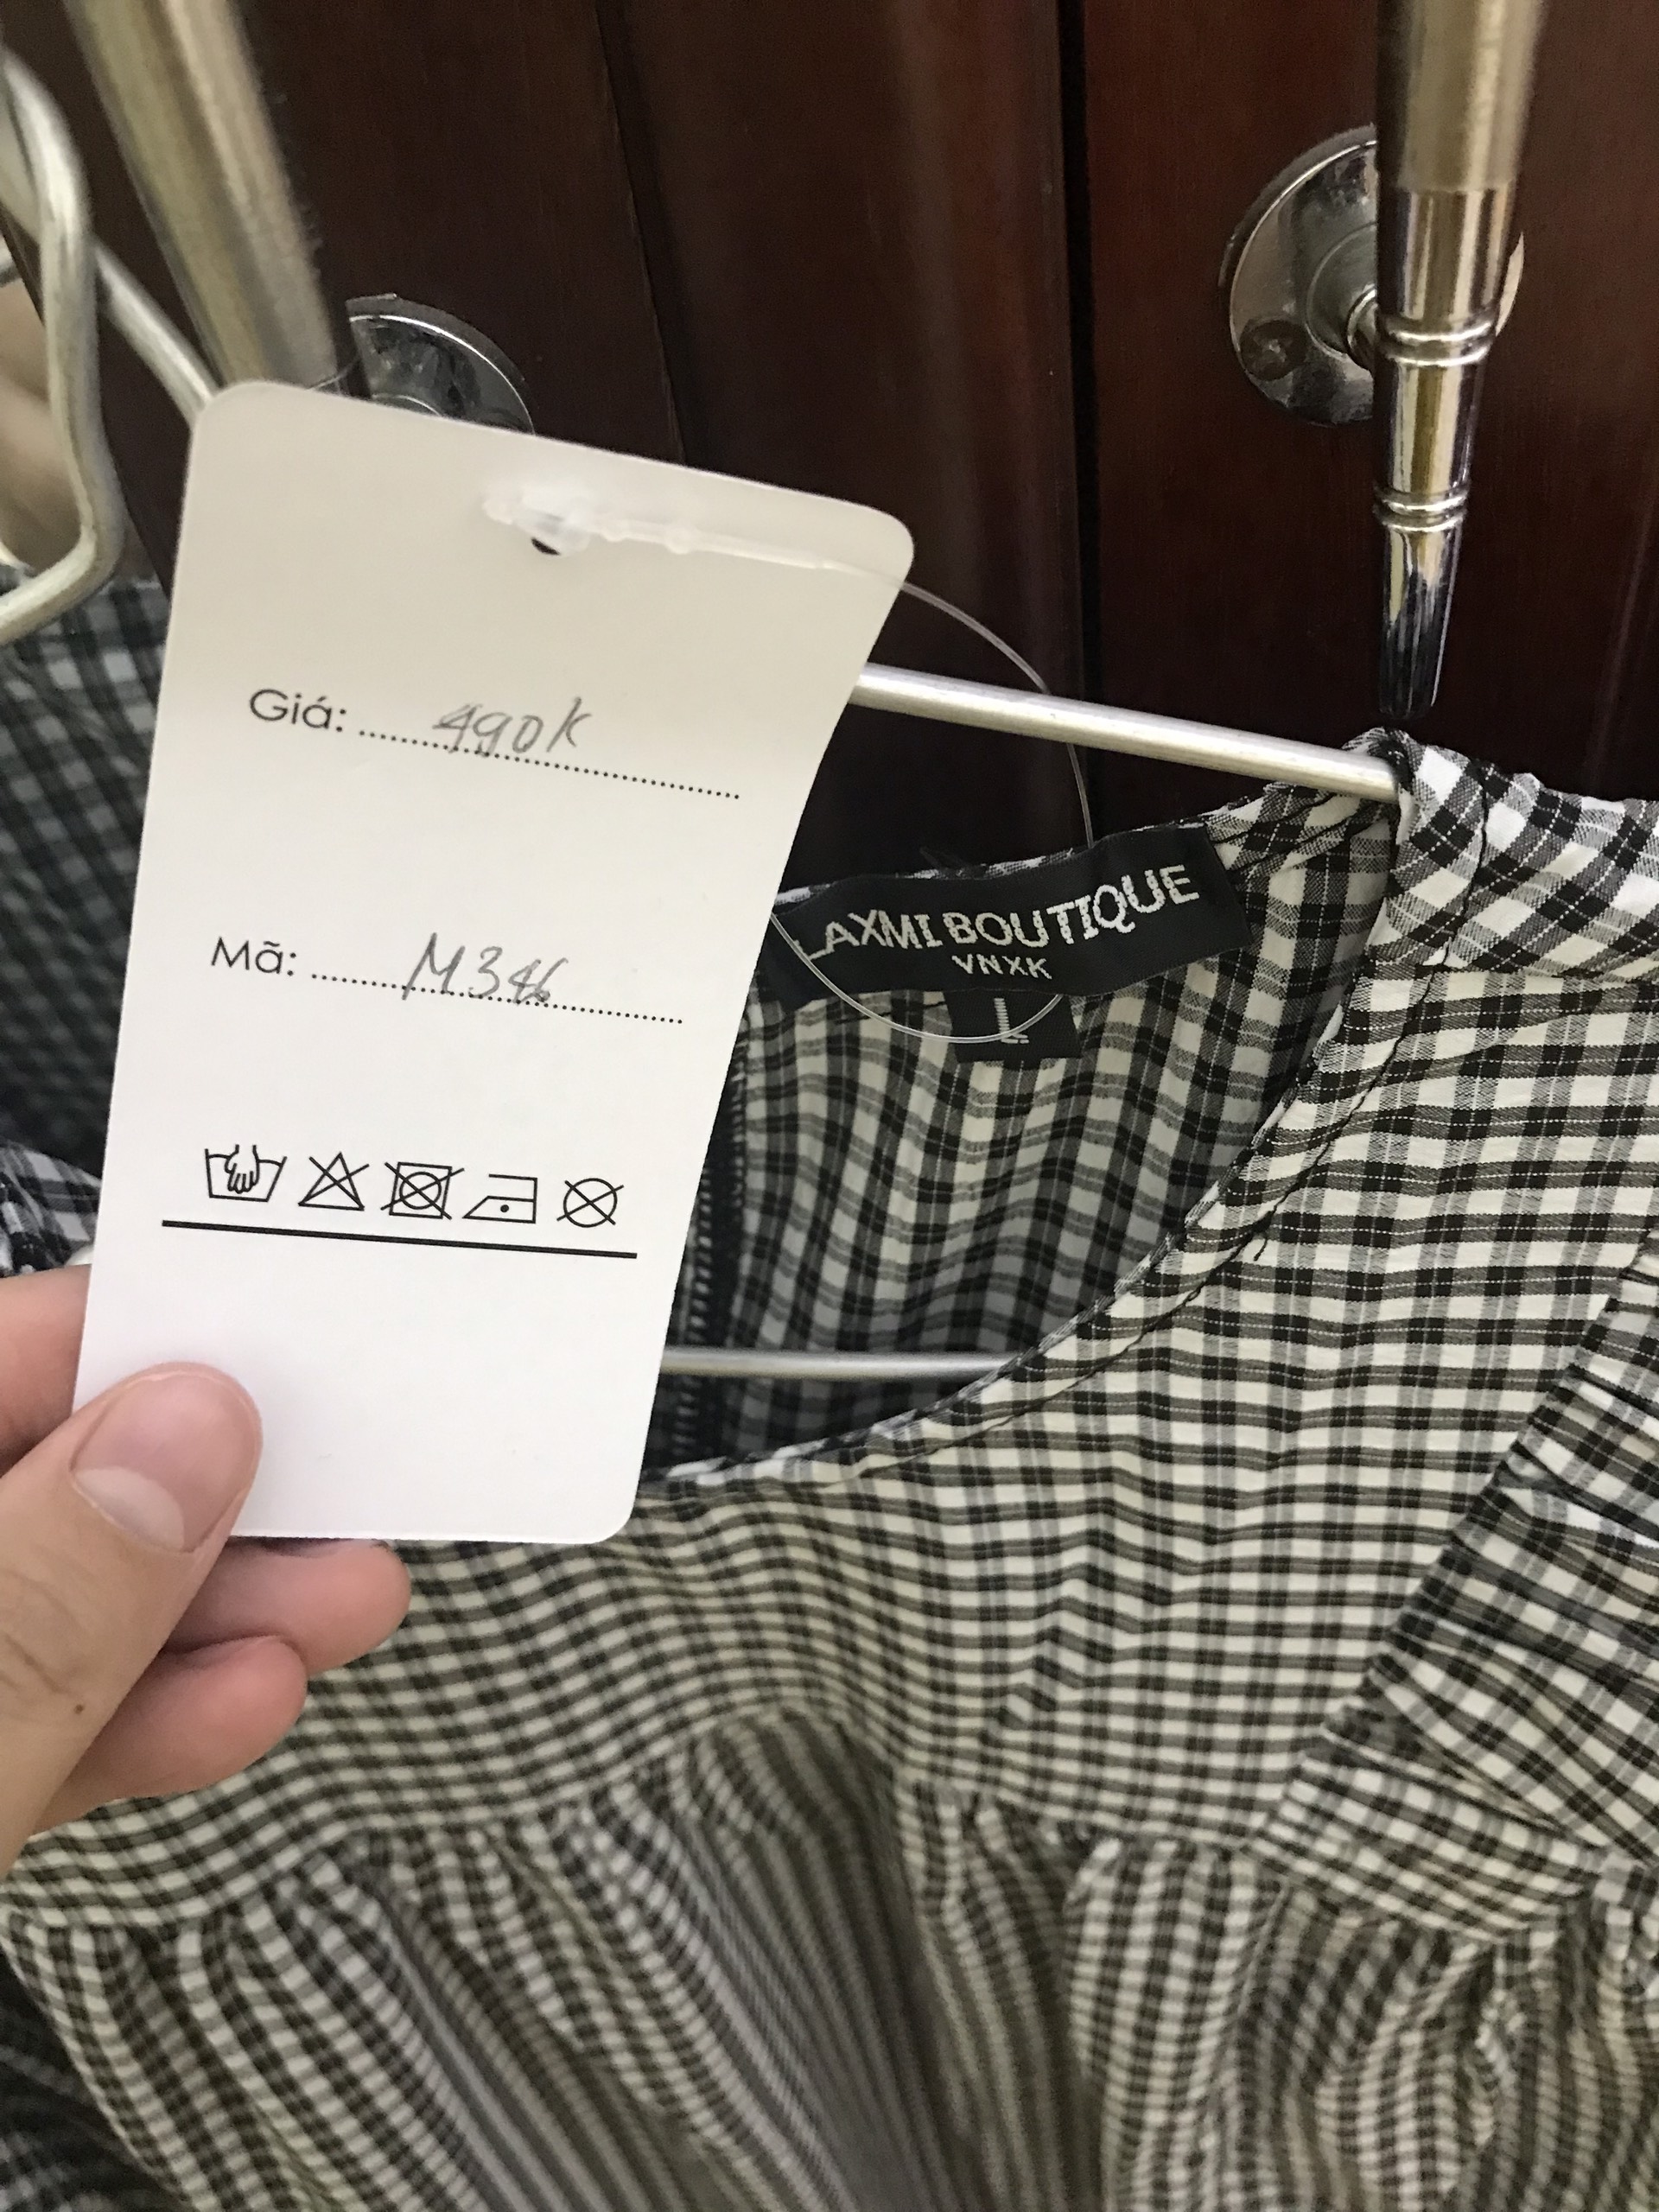 Giá: 490K
Mã: M346
LAXMI BOUTIQUE
VNXK
L